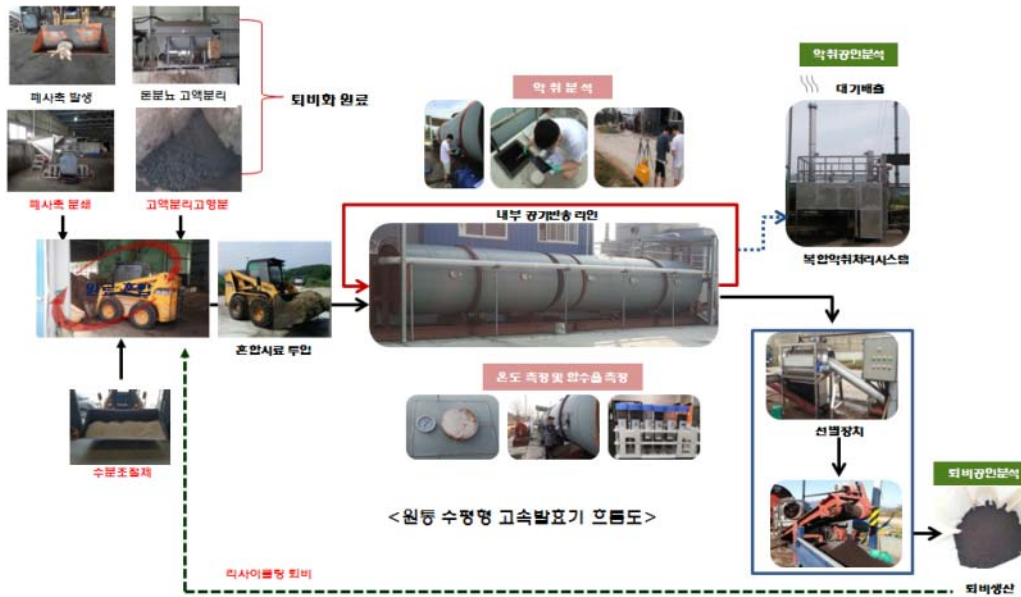 폐사축 발생
돈분뇨 고액분리
퇴비화 원료
폐사축 분쇄
고액분리고형분
악취 분석
악취공인분석
대기배출
복합악취처리시스템
내부 공기반송 라인
원료 혼합
혼합시료 투입
온도 측정 및 함수율 측정
수분조절제
선별장치
퇴비공인분석
<원통 수평형 고속발효기 흐름도>
리사이클링 퇴비
퇴비생산